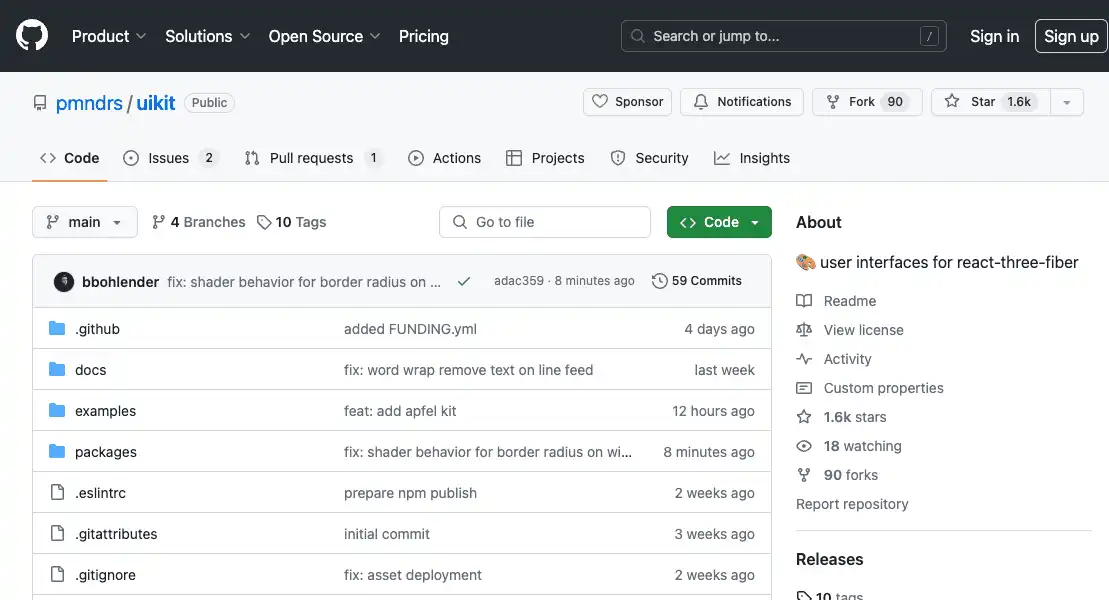 Product Solutions Open Source Pricing Search or jump to... / Sign in Sign up
pmndrs / uikit Public Sponsor Notifications Fork 90 Star 1.6k
Code Issues 2 Pull requests 1 Actions Projects Security Insights
main 4 Branches 10 Tags Go to file Code
bbohlender fix: shader behavior for border radius on ... adac359 · 8 minutes ago 59 Commits
.github added FUNDING.yml 4 days ago
docs fix: word wrap remove text on line feed last week
examples feat: add apfel kit 12 hours ago
packages fix: shader behavior for border radius on wi... 8 minutes ago
.eslintrc prepare npm publish 2 weeks ago
.gitattributes initial commit 3 weeks ago
.gitignore fix: asset deployment 2 weeks ago
About
🎨 user interfaces for react-three-fiber
Readme
View license
Activity
Custom properties
1.6k stars
18 watching
90 forks
Report repository
Releases
10 tags